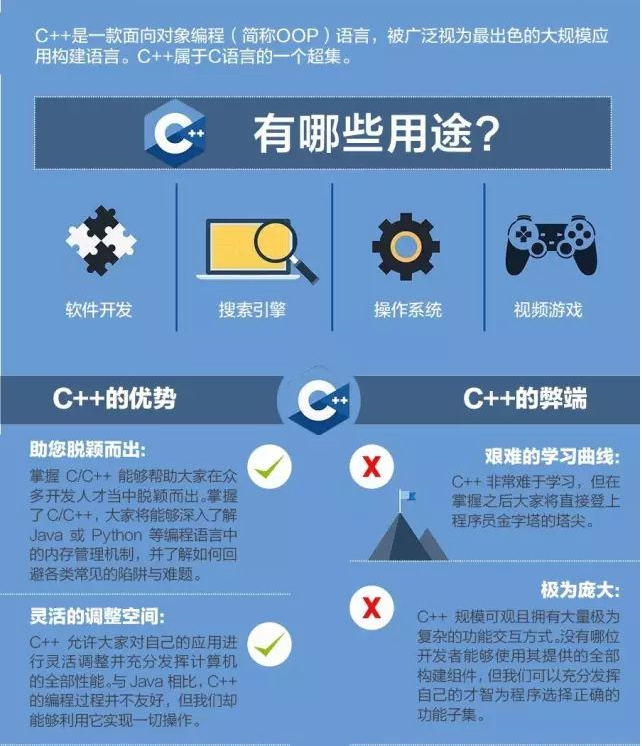 C++是一款面向对象编程（简称OOP）语言，被广泛视为最出色的大规模应
用构建语言。C++属于C语言的一个超集。
C++ 有哪些用途？
软件开发
搜索引擎
操作系统
视频游戏
C++的优势
助您脱颖而出:
掌握 C/C++ 能够帮助大家在众
多开发人才当中脱颖而出。掌握
了C/C++，大家将能够深入了解
Java 或 Python 等编程语言中
的内存管理机制，并了解如何回
避各类常见的陷阱与难题。
灵活的调整空间:
C++ 允许大家对自己的应用进
行灵活调整并充分发挥计算机
的全部性能。与 Java 相比，C++
的编程过程并不友好，但我们却
能够利用它实现一切操作。
C++
C++的弊端
艰难的学习曲线:
C++ 非常难于学习，但在
掌握之后大家将直接登上
程序员金字塔的塔尖。
极为庞大:
C++ 规模可观且拥有大量极为
复杂的功能交互方式。没有哪位
开发者能够使用其提供的全部
构建组件，但我们可以充分发挥
自己的才智为程序选择正确的
功能子集。